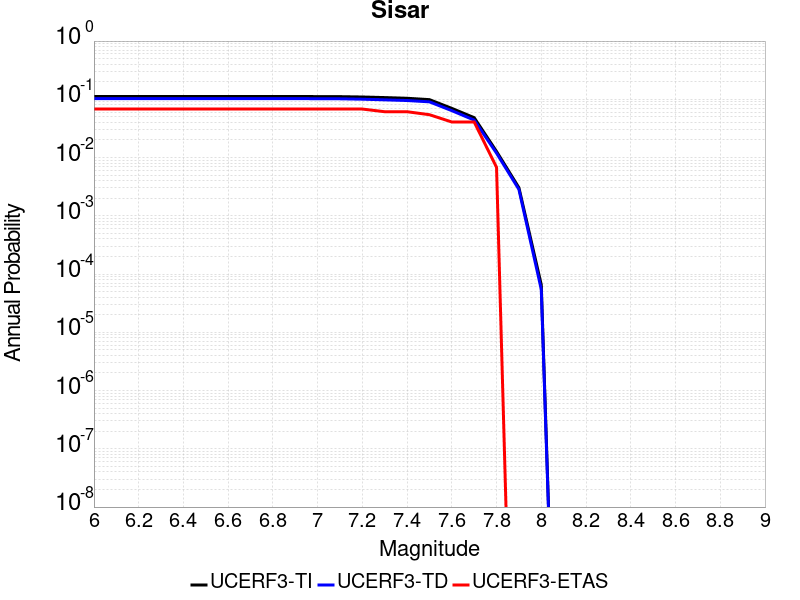 Sisar
10^0
10^-1
10^-2
10^-3
10^-4
10^-5
10^-6
10^-7
10^-8
Annual Probability
6 6.2 6.4 6.6 6.8 7 7.2 7.4 7.6 7.8 8 8.2 8.4 8.6 8.8 9
Magnitude
UCERF3-TI UCERF3-TD UCERF3-ETAS